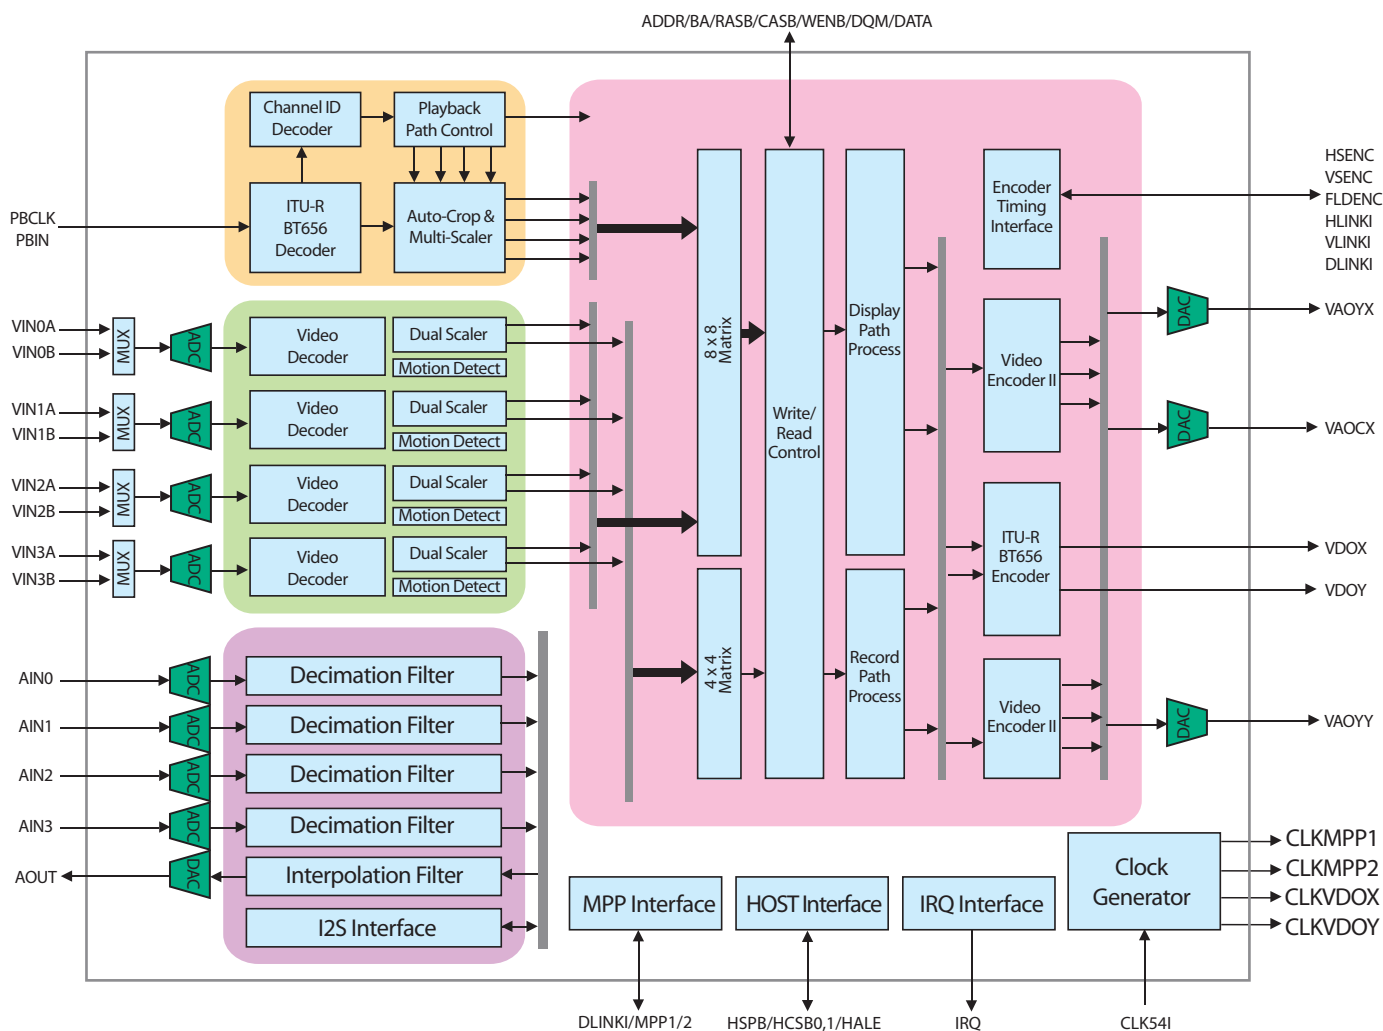 ADDR/BA/RASB/CASB/WENB/DQM/DATA
Channel ID
Decoder
Playback
Path Control
ITU-R
BT656
Decoder
Auto-Crop &
Multi-Scaler
PBCLK
PBIN
VIN0A
VIN0B
MUX
ADC
Video
Decoder
Dual Scaler
Motion Detect
VIN1A
VIN1B
MUX
ADC
Video
Decoder
Dual Scaler
Motion Detect
VIN2A
VIN2B
MUX
ADC
Video
Decoder
Dual Scaler
Motion Detect
VIN3A
VIN3B
MUX
ADC
Video
Decoder
Dual Scaler
Motion Detect
AIN0
ADC
Decimation Filter
AIN1
ADC
Decimation Filter
AIN2
ADC
Decimation Filter
AIN3
ADC
Decimation Filter
AOUT
DAC
Interpolation Filter
I2S Interface
8 x 8
Matrix
4 x 4
Matrix
Write/
Read
Control
Display
Path
Process
Record
Path
Process
Encoder
Timing
Interface
Video
Encoder II
ITU-R
BT656
Encoder
Video
Encoder II
HSENC
VSENC
FLDENC
HLINKI
VLINKI
DLINKI
DAC
VAOYX
DAC
VAOCX
VDOX
VDOY
DAC
VAOYY
MPP Interface
HOST Interface
IRQ Interface
Clock
Generator
CLKMPP1
CLKMPP2
CLKVDOX
CLKVDOY
DLINKI/MPP1/2
HSPB/HCSB0,1/HALE
IRQ
CLK54I